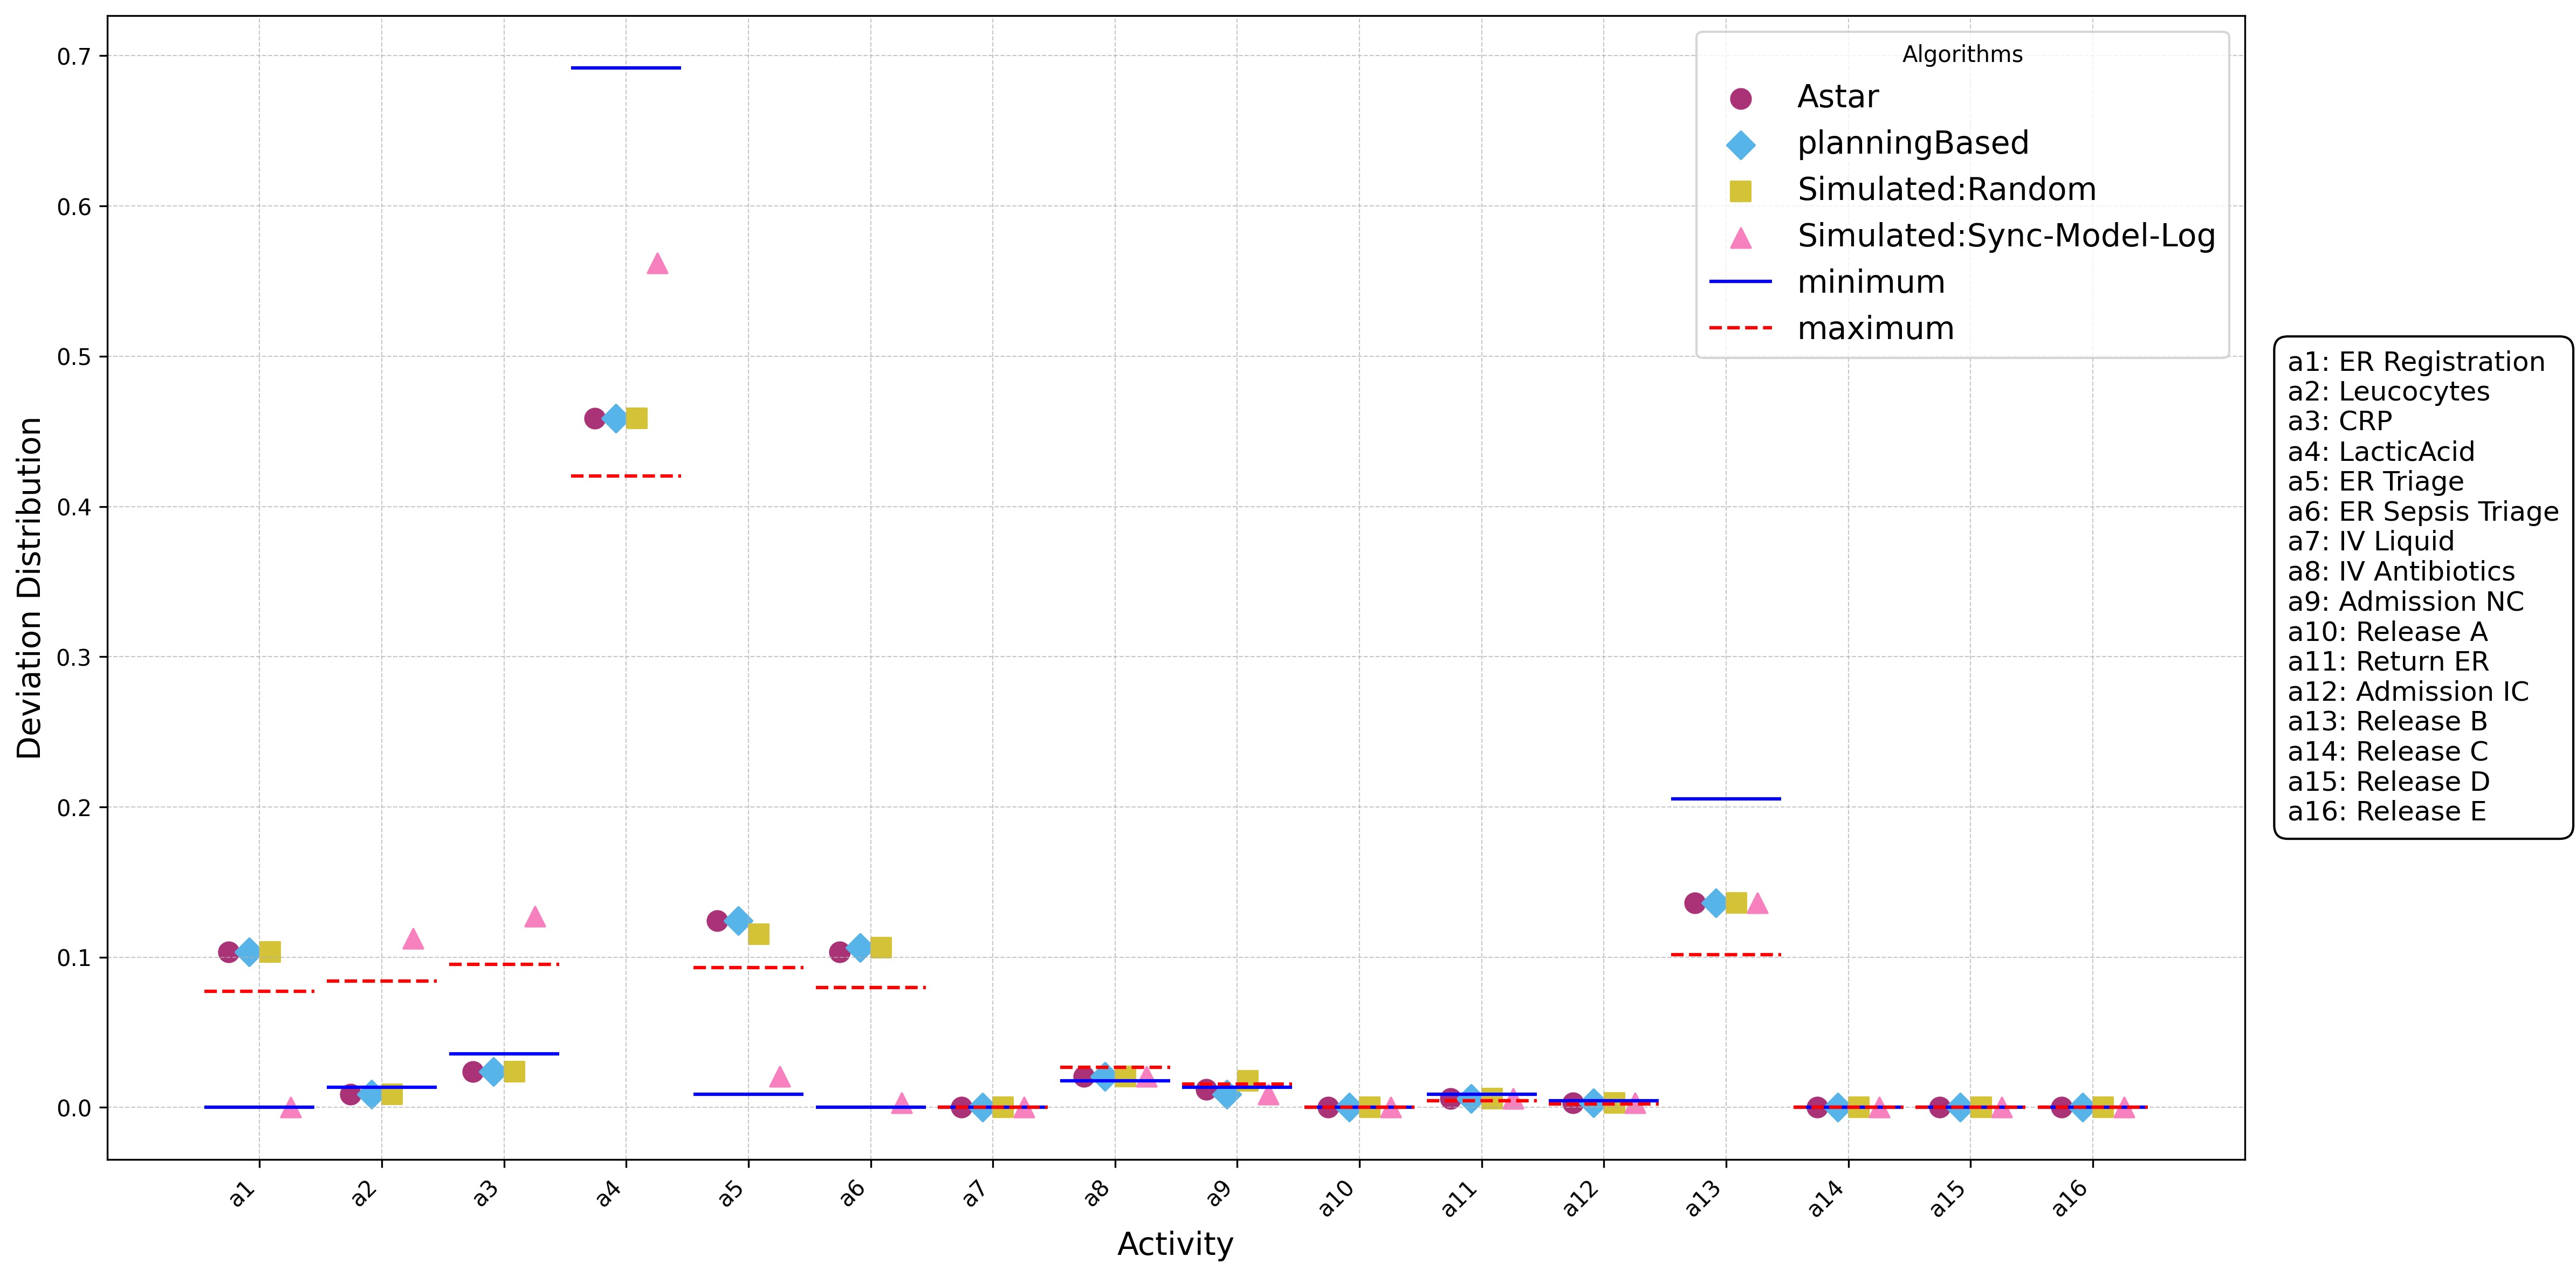 Deviation Distribution
0.7
0.6
0.5
0.4
0.3
0.2
0.1
0.0
Algorithms
Astar
planningBased
Simulated:Random
Simulated:Sync-Model-Log
minimum
maximum
a1: ER Registration
a2: Leucocytes
a3: CRP
a4: LacticAcid
a5: ER Triage
a6: ER Sepsis Triage
a7: IV Liquid
a8: IV Antibiotics
a9: Admission NC
a10: Release A
a11: Return ER
a12: Admission IC
a13: Release B
a14: Release C
a15: Release D
a16: Release E
a1 a2 a3 a4 a5 a6 a7 a8 a9 a10 a11 a12 a13 a14 a15 a16
Activity